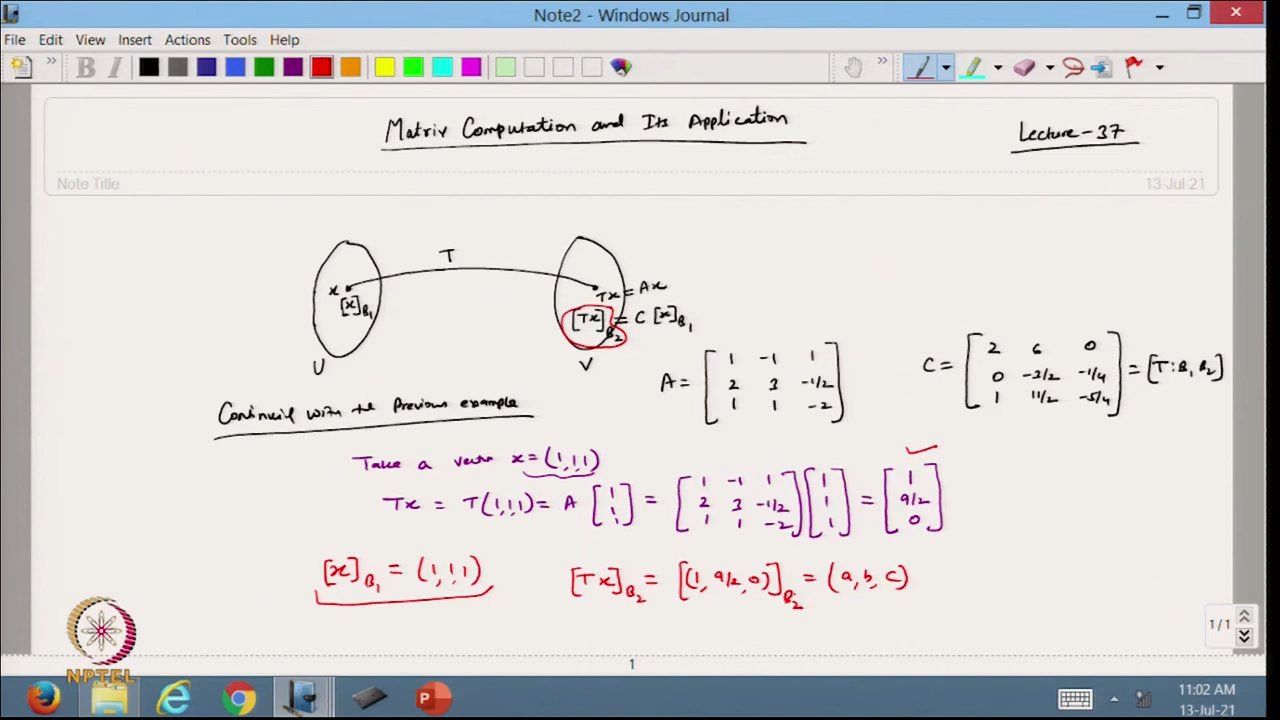 Note2 - Windows Journal
File Edit View Insert Actions Tools Help
Matrix Computation and Its Application
Lecture-37
Note Title
13-Jul-21
T
x
[x]B₁
U
Tx = Ax
[Tx]B₂ = C [x]B₁
V
A = [1 -1 1
2 3 -1/2
1 1 -2]
C = [2 6 0
0 -3/2 -1/4
1 11/2 -5/4] = [T:B₁,B₂]
Continued with the Previous example
Take a vector x = (1,1,1)
Tx = T(1,1,1) = A [1 1 1] = [1 -1 1; 2 3 -1/2; 1 1 -2] [1 1 1] = [1 9/2 0]
[x]B₁ = (1,1,1) [Tx]B₂ = [(1, 9/2, 0)]B₂ = (a, b, c)
1 / 1
1
NPTEL
11:02 AM
13-Jul-21